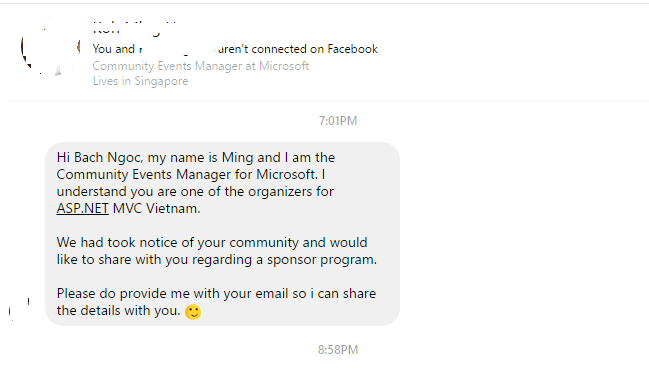 You and aren't connected on Facebook
Community Events Manager at Microsoft
Lives in Singapore
7:01PM
Hi Bach Ngoc, my name is Ming and I am the
Community Events Manager for Microsoft. I
understand you are one of the organizers for
ASP.NET MVC Vietnam.
We had took notice of your community and would
like to share with you regarding a sponsor program.
Please do provide me with your email so i can share
the details with you. 🙂
8:58PM